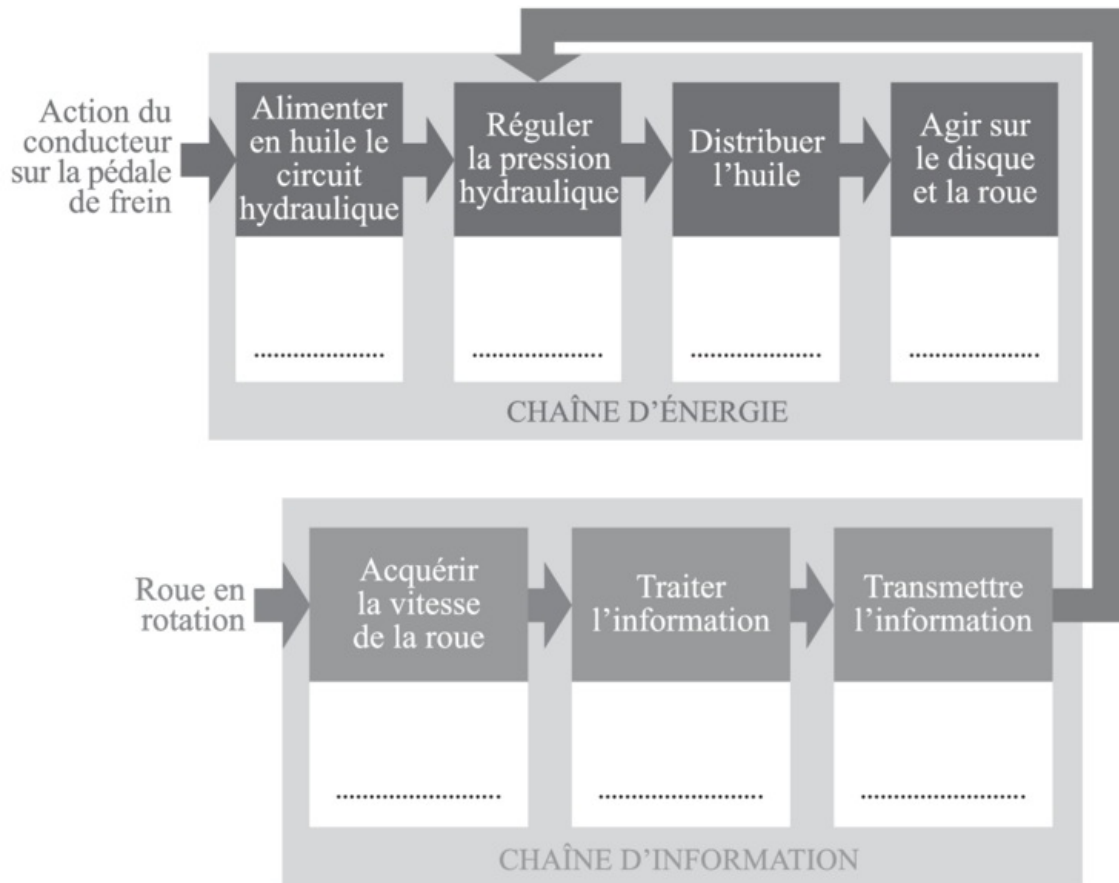 Action du
conducteur
sur la pédale
de frein
Alimenter
en huile le
circuit
hydraulique
Réguler
la pression
hydraulique
Distribuer
l'huile
Agir sur
le disque
et la roue
....................
....................
....................
....................
CHAÎNE D'ÉNERGIE
Roue en
rotation
Acquérir
la vitesse
de la roue
Traiter
l'information
Transmettre
l'information
.........................
.........................
.........................
CHAÎNE D'INFORMATION